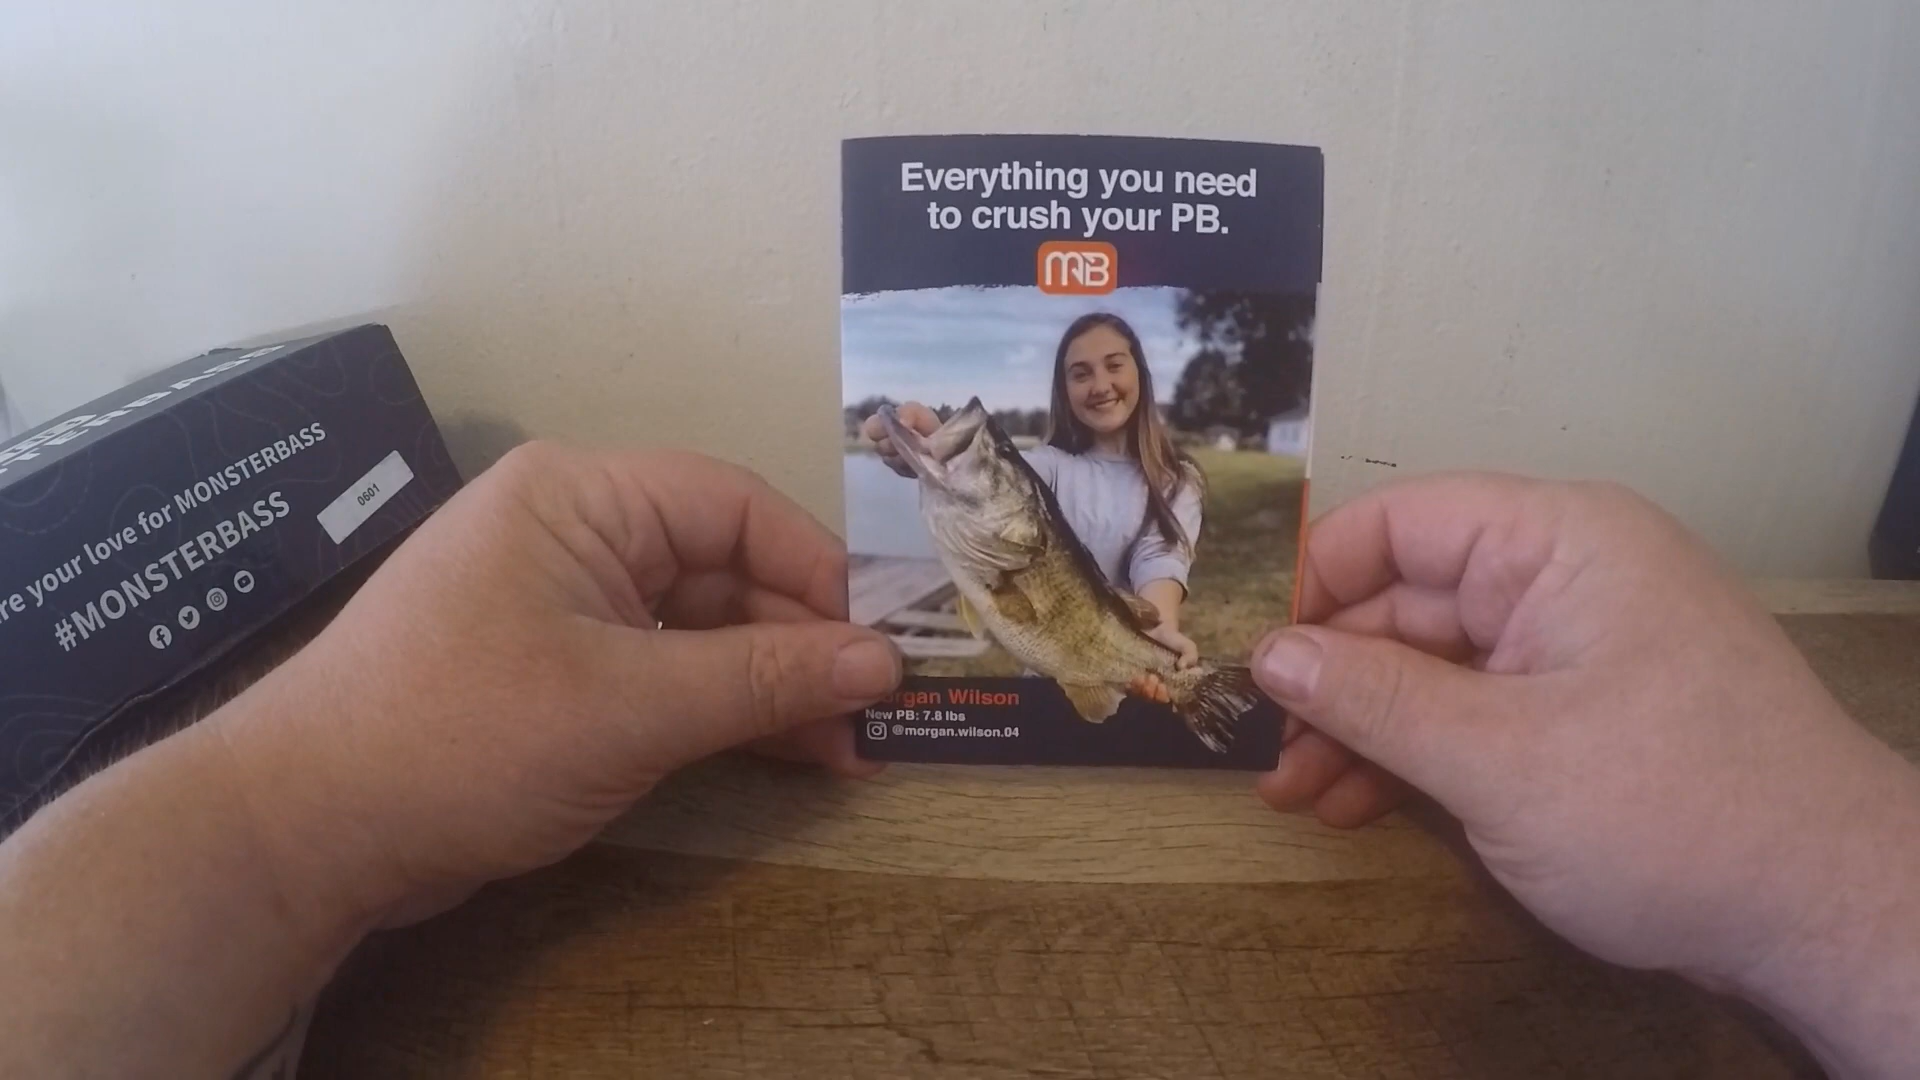 Everything you need
to crush your PB.
MB
organ Wilson
New PB: 7.8 lbs
@morgan.wilson.04
re your love for MONSTERBASS
#MONSTERBASS
0601